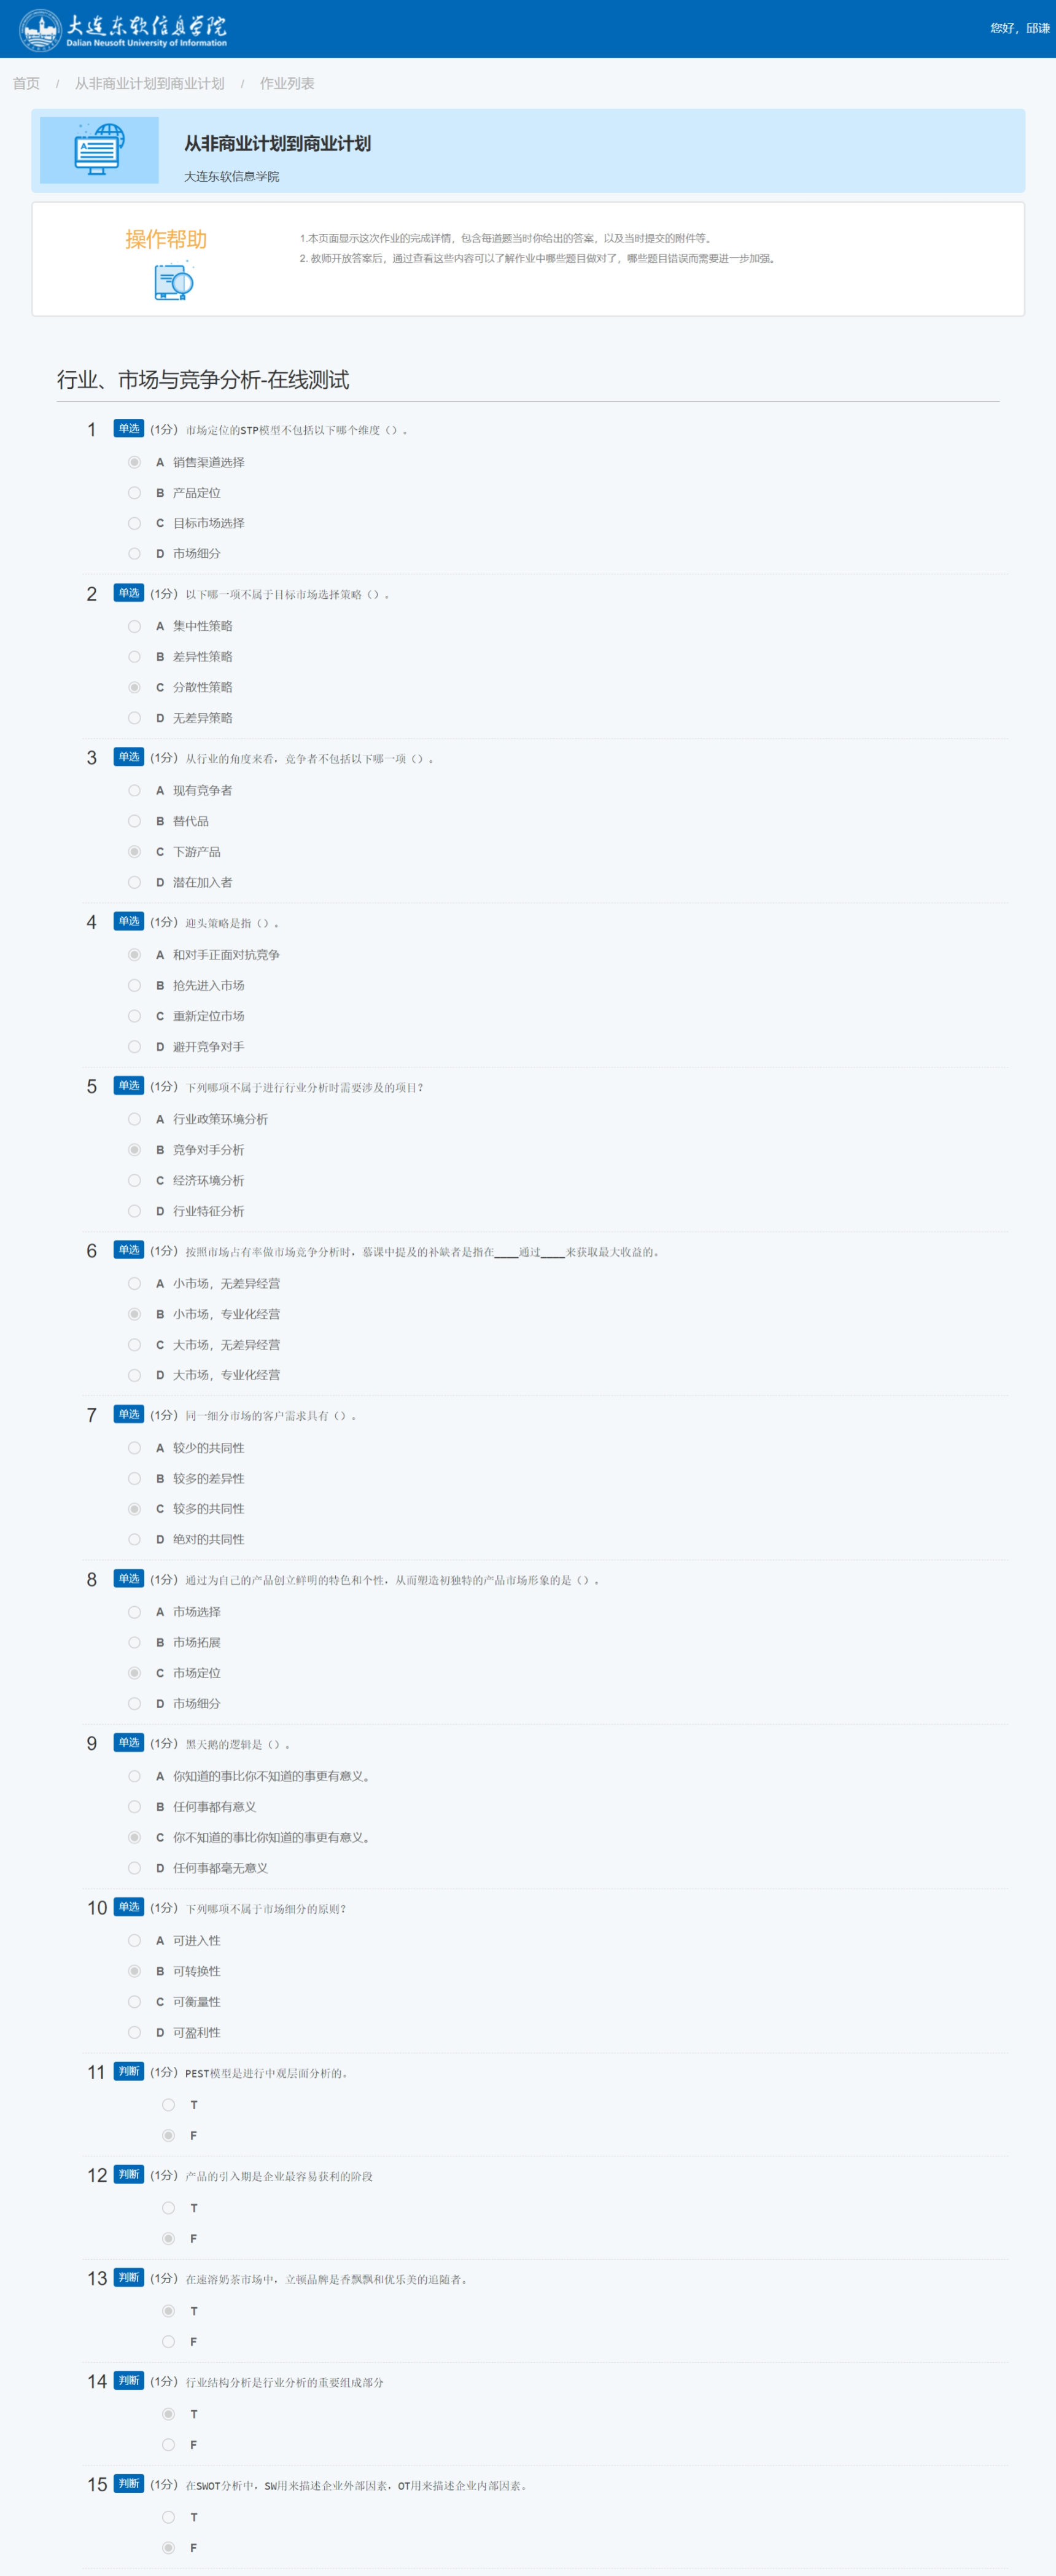 大连东软信息学院
Dalian Neusoft University of Information
您好，邱谦
首页 / 从非商业计划到商业计划 / 作业列表
从非商业计划到商业计划
大连东软信息学院
操作帮助
1.本页面显示这次作业的完成详情，包含每道题当时你给出的答案，以及当时提交的附件等。
2. 教师开放答案后，通过查看这些内容可以了解作业中哪些题目做对了，哪些题目错误而需要进一步加强。
行业、市场与竞争分析-在线测试
1 单选 (1分) 市场定位的STP模型不包括以下哪个维度（）。
A 销售渠道选择
B 产品定位
C 目标市场选择
D 市场细分
2 单选 (1分) 以下哪一项不属于目标市场选择策略（）。
A 集中性策略
B 差异性策略
C 分散性策略
D 无差异策略
3 单选 (1分) 从行业的角度来看，竞争者不包括以下哪一项（）。
A 现有竞争者
B 替代品
C 下游产品
D 潜在加入者
4 单选 (1分) 迎头策略是指（）。
A 和对手正面对抗竞争
B 抢先进入市场
C 重新定位市场
D 避开竞争对手
5 单选 (1分) 下列哪项不属于进行行业分析时需要涉及的项目？
A 行业政策环境分析
B 竞争对手分析
C 经济环境分析
D 行业特征分析
6 单选 (1分) 按照市场占有率做市场竞争分析时，慕课中提及的补缺者是指在____通过____来获取最大收益的。
A 小市场，无差异经营
B 小市场，专业化经营
C 大市场，无差异经营
D 大市场，专业化经营
7 单选 (1分) 同一细分市场的客户需求具有（）。
A 较少的共同性
B 较多的差异性
C 较多的共同性
D 绝对的共同性
8 单选 (1分) 通过为自己的产品创立鲜明的特色和个性，从而塑造初独特的产品市场形象的是（）。
A 市场选择
B 市场拓展
C 市场定位
D 市场细分
9 单选 (1分) 黑天鹅的逻辑是（）。
A 你知道的事比你不知道的事更有意义。
B 任何事都有意义
C 你不知道的事比你知道的事更有意义。
D 任何事都毫无意义
10 单选 (1分) 下列哪项不属于市场细分的原则？
A 可进入性
B 可转换性
C 可衡量性
D 可盈利性
11 判断 (1分) PEST模型是进行中观层面分析的。
T
F
12 判断 (1分) 产品的引入期是企业最容易获利的阶段
T
F
13 判断 (1分) 在速溶奶茶市场中，立顿品牌是香飘飘和优乐美的追随者。
T
F
14 判断 (1分) 行业结构分析是行业分析的重要组成部分
T
F
15 判断 (1分) 在SWOT分析中，SW用来描述企业外部因素，OT用来描述企业内部因素。
T
F